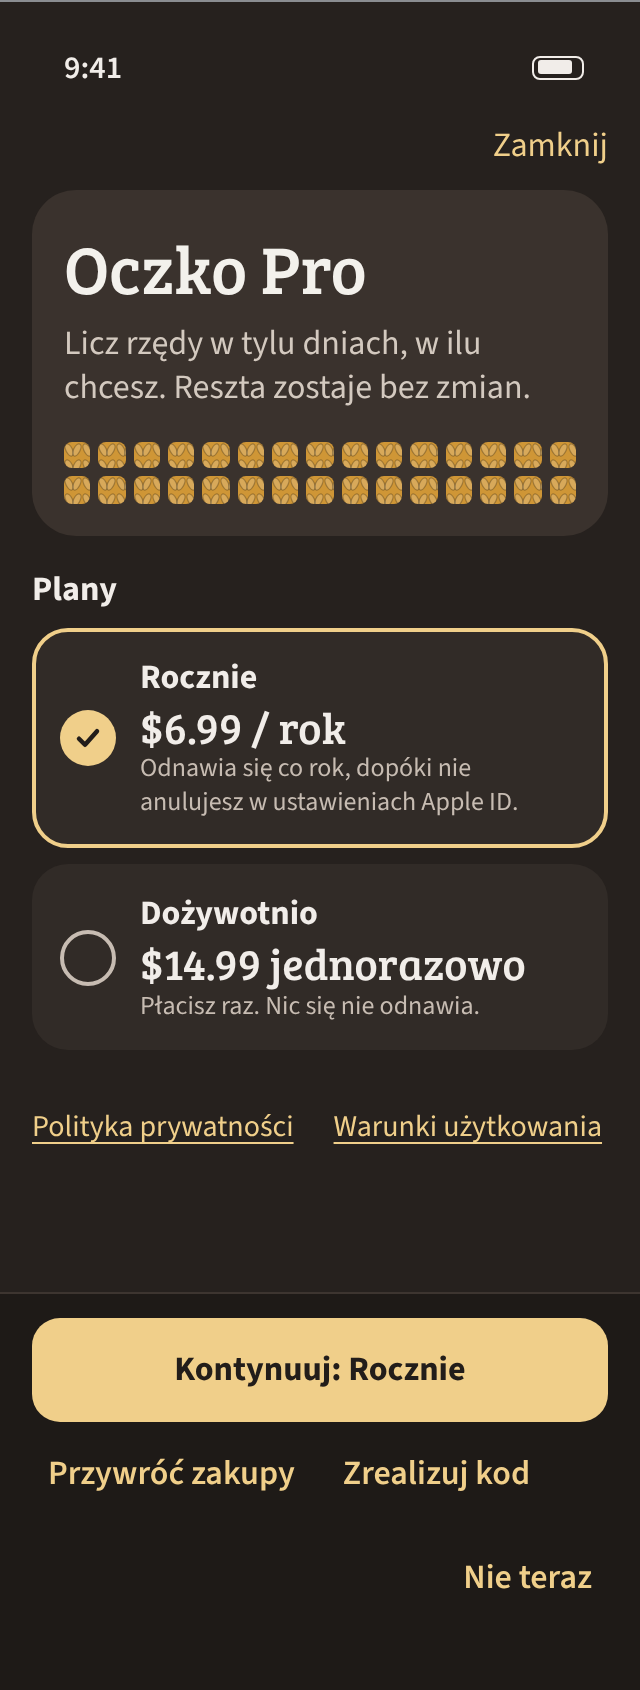 9:41
Zamknij
Oczko Pro
Licz rzędy w tylu dniach, w ilu
chcesz. Reszta zostaje bez zmian.
Plany
Rocznie
$6.99 / rok
Odnawia się co rok, dopóki nie
anulujesz w ustawieniach Apple ID.
Dożywotnio
$14.99 jednorazowo
Płacisz raz. Nic się nie odnawia.
Polityka prywatności Warunki użytkowania
Kontynuuj: Rocznie
Przywróć zakupy Zrealizuj kod
Nie teraz